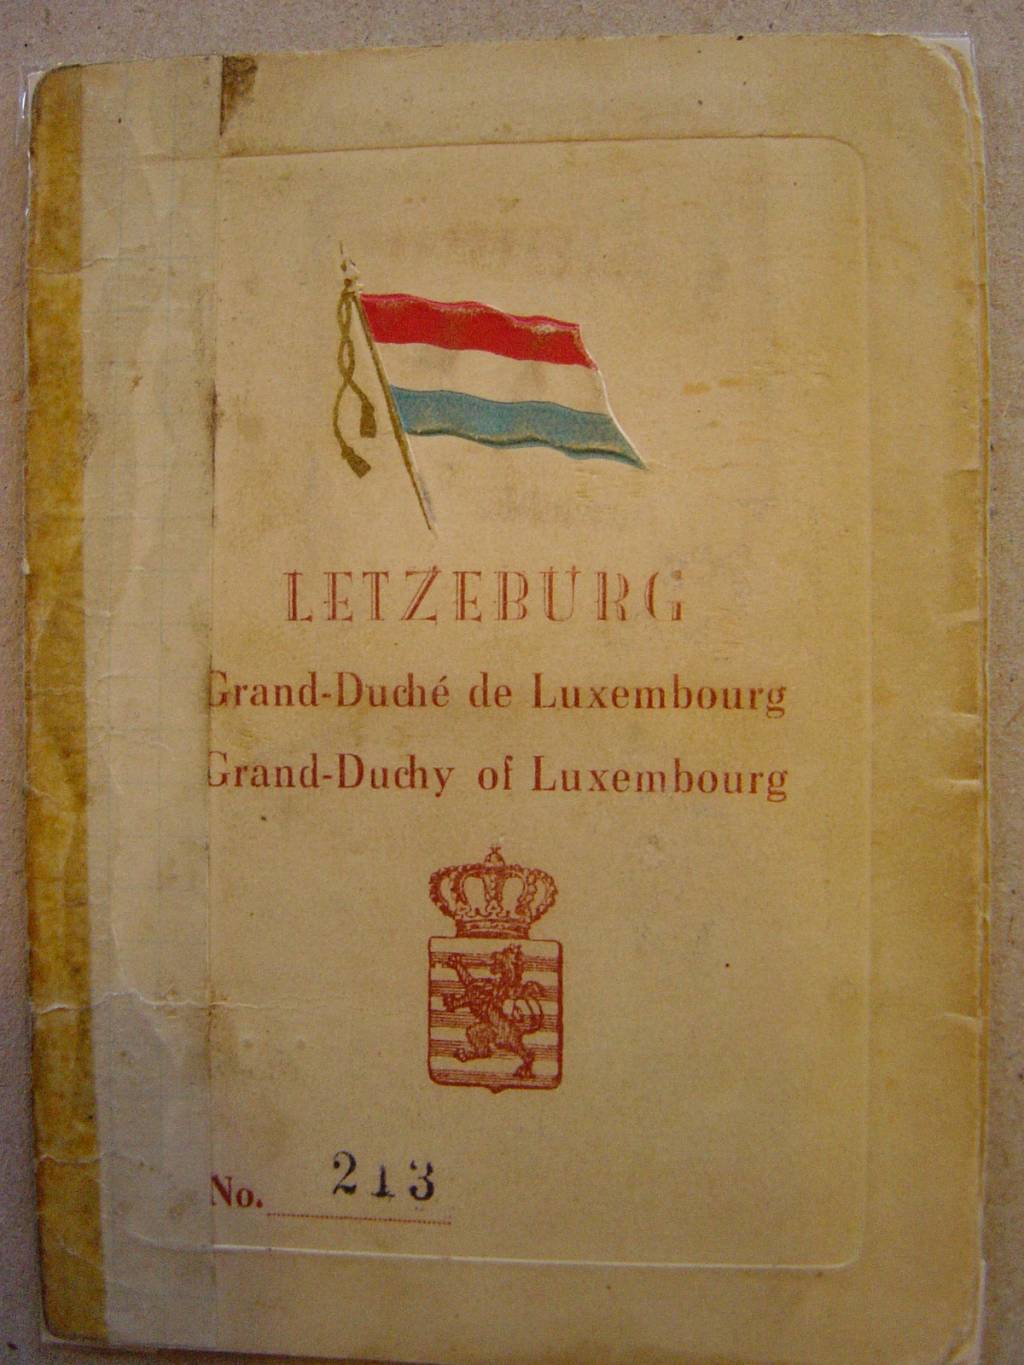 LETZEBURG
Grand-Duché de Luxembourg
Grand-Duchy of Luxembourg
No. 213